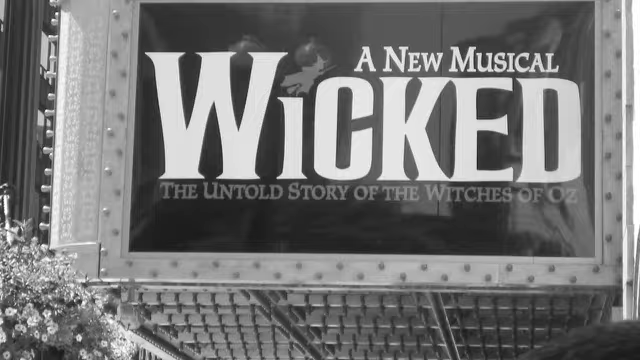 A NEW MUSICAL
WICKED
THE UNTOLD STORY OF THE WITCHES OF OZ